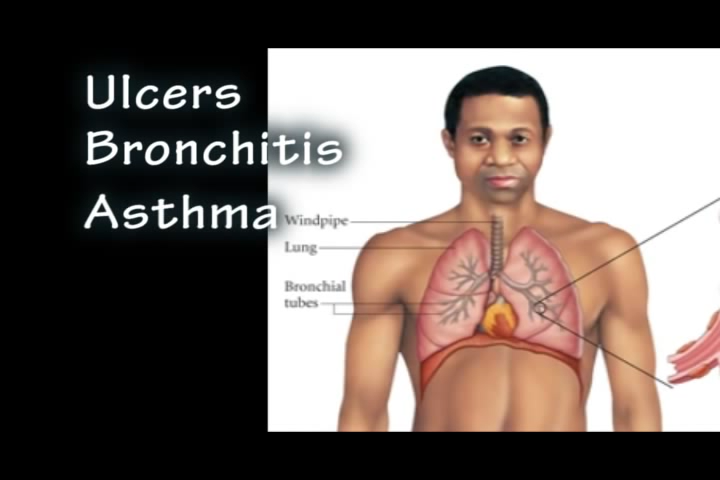 Ulcers
Bronchitis
Asthma
Windpipe
Lung
Bronchial
tubes